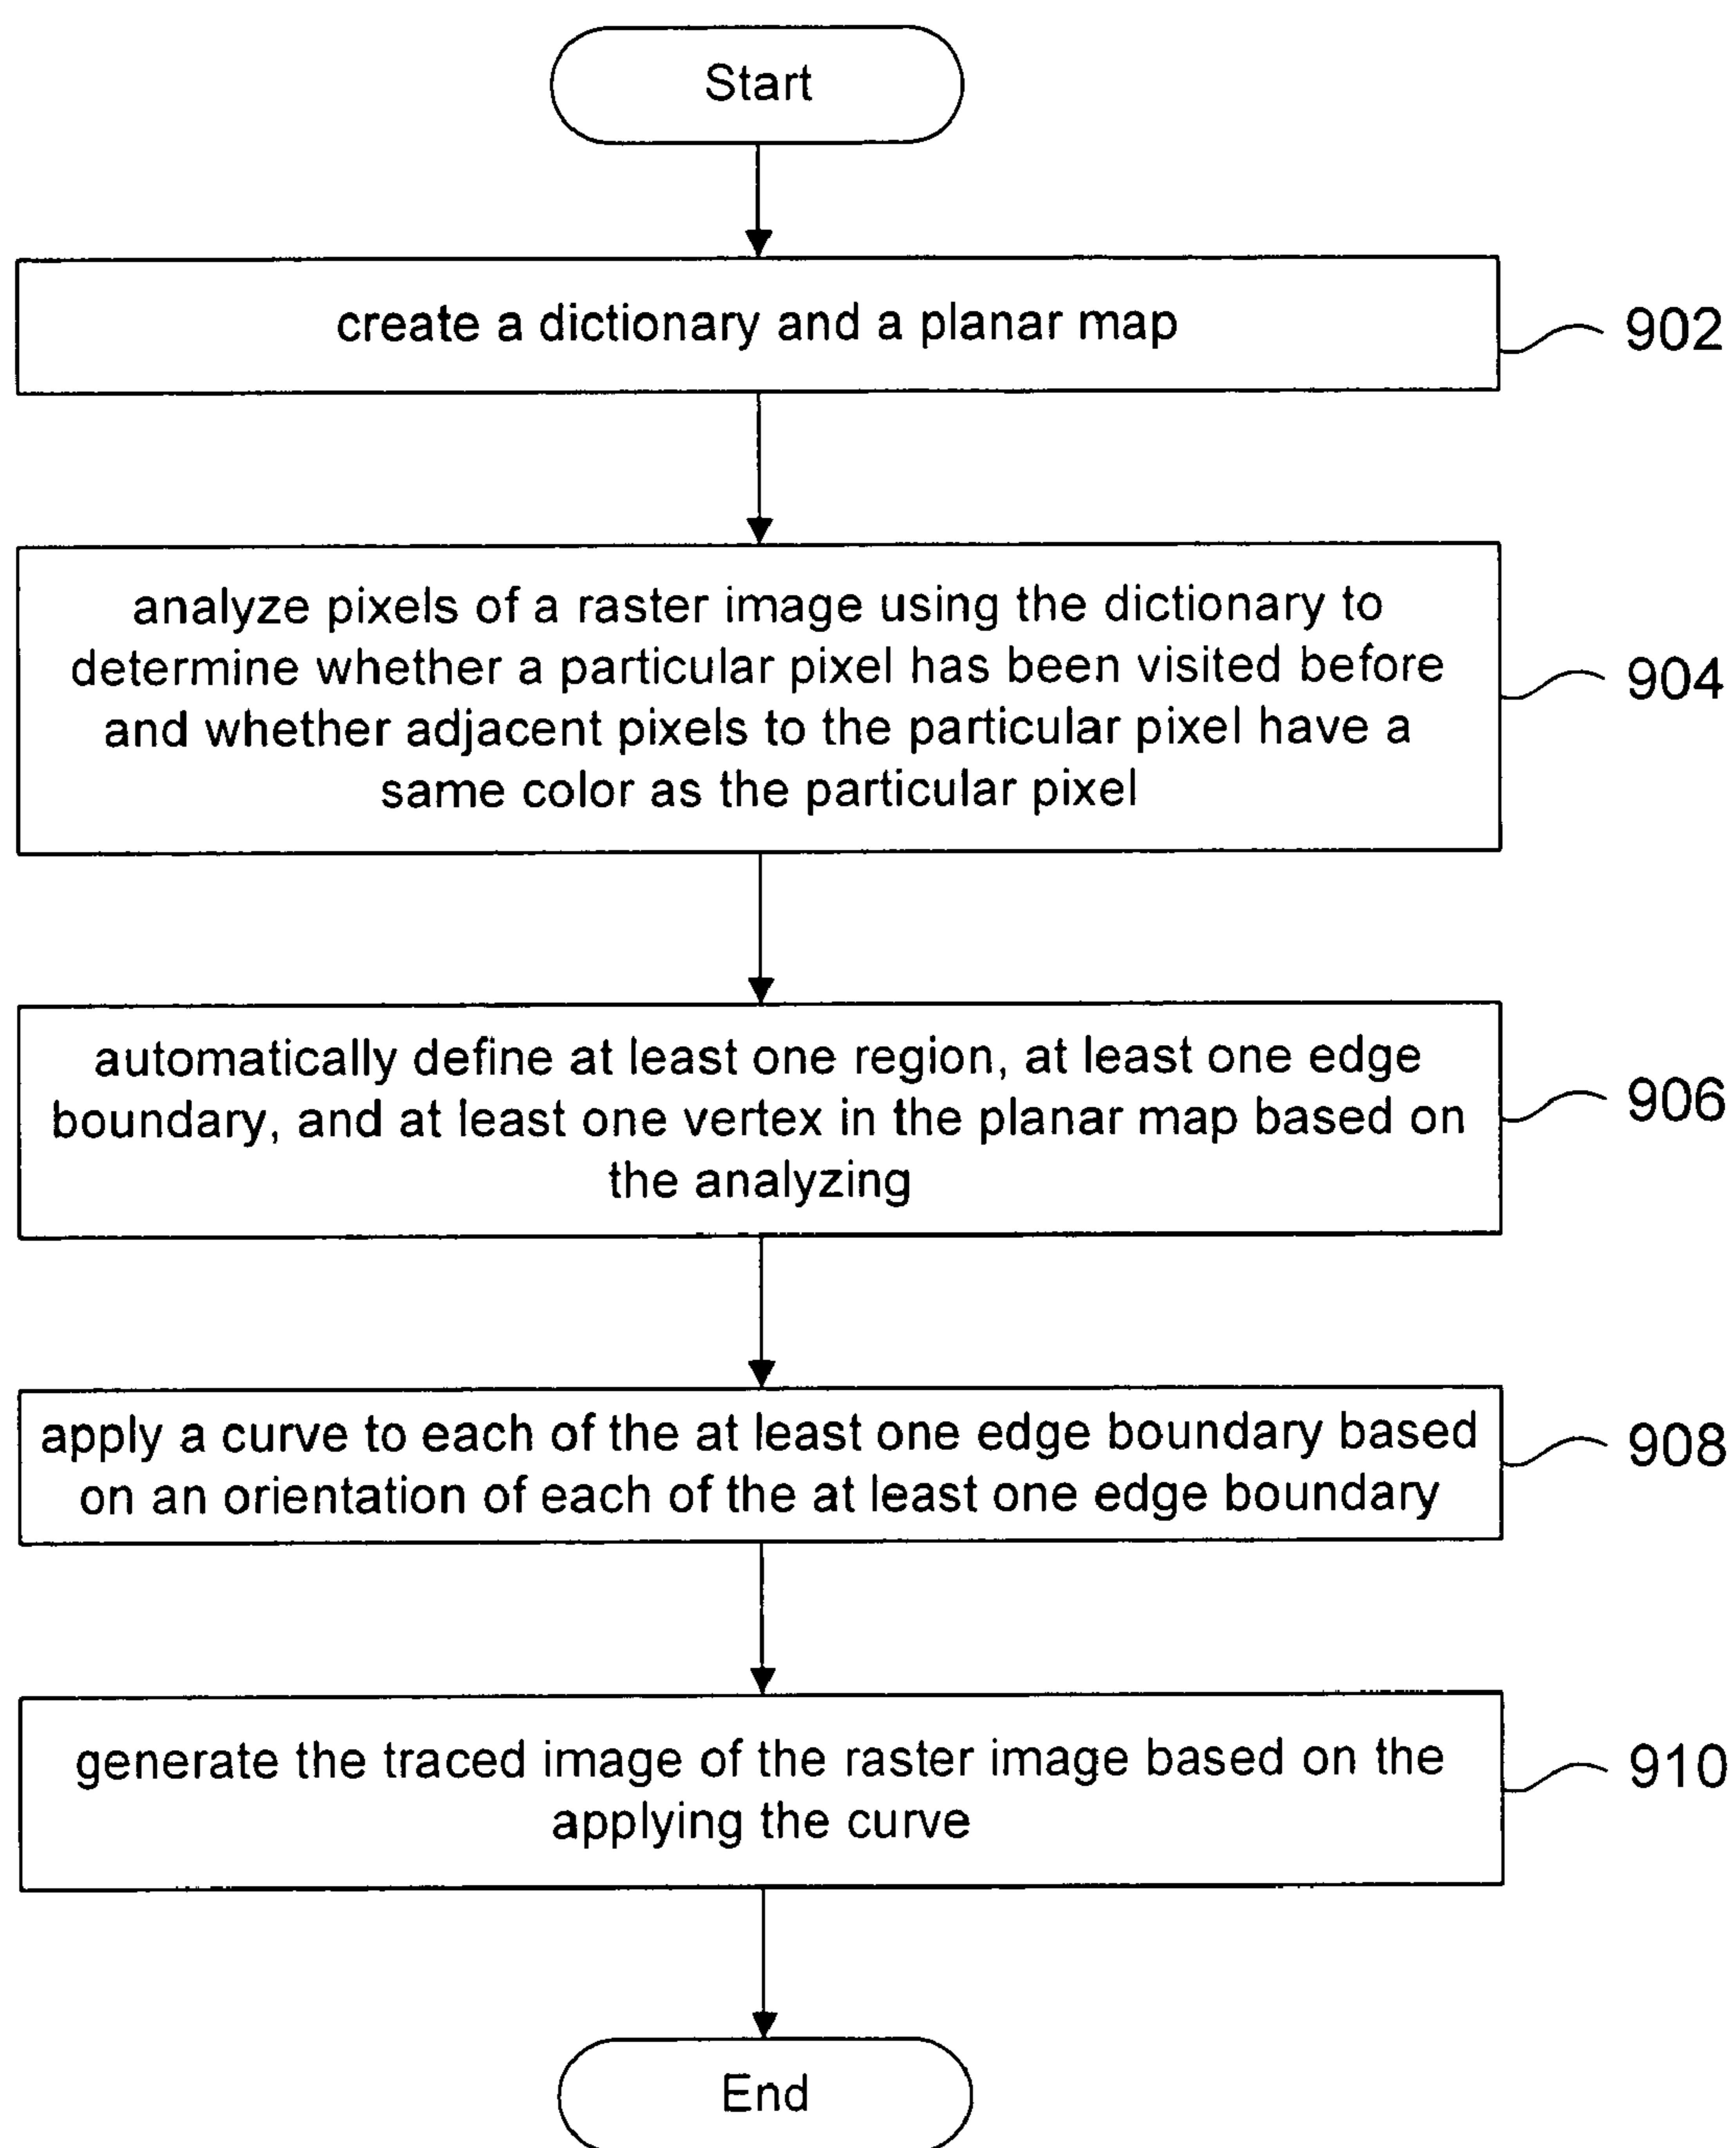 Start
create a dictionary and a planar map
902
analyze pixels of a raster image using the dictionary to
determine whether a particular pixel has been visited before
and whether adjacent pixels to the particular pixel have a
same color as the particular pixel
904
automatically define at least one region, at least one edge
boundary, and at least one vertex in the planar map based on
the analyzing
906
apply a curve to each of the at least one edge boundary based
on an orientation of each of the at least one edge boundary
908
generate the traced image of the raster image based on the
applying the curve
910
End